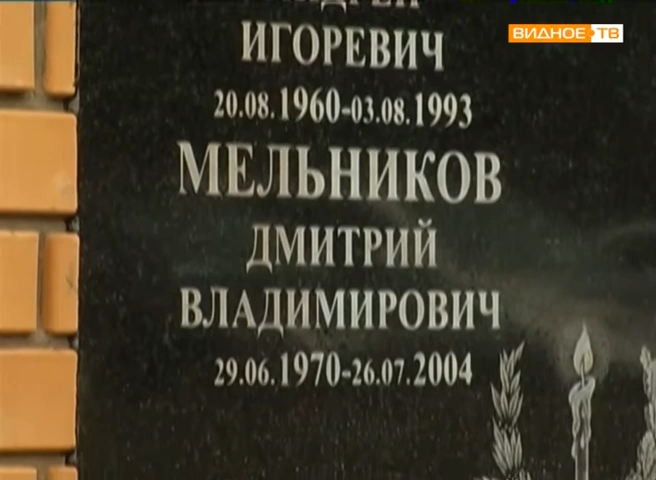 ВИДНОЕ ТВ
ИГОРЕВИЧ
20.08.1960-03.08.1993
МЕЛЬНИКОВ
ДМИТРИЙ
ВЛАДИМИРОВИЧ
29.06.1970-26.07.2004